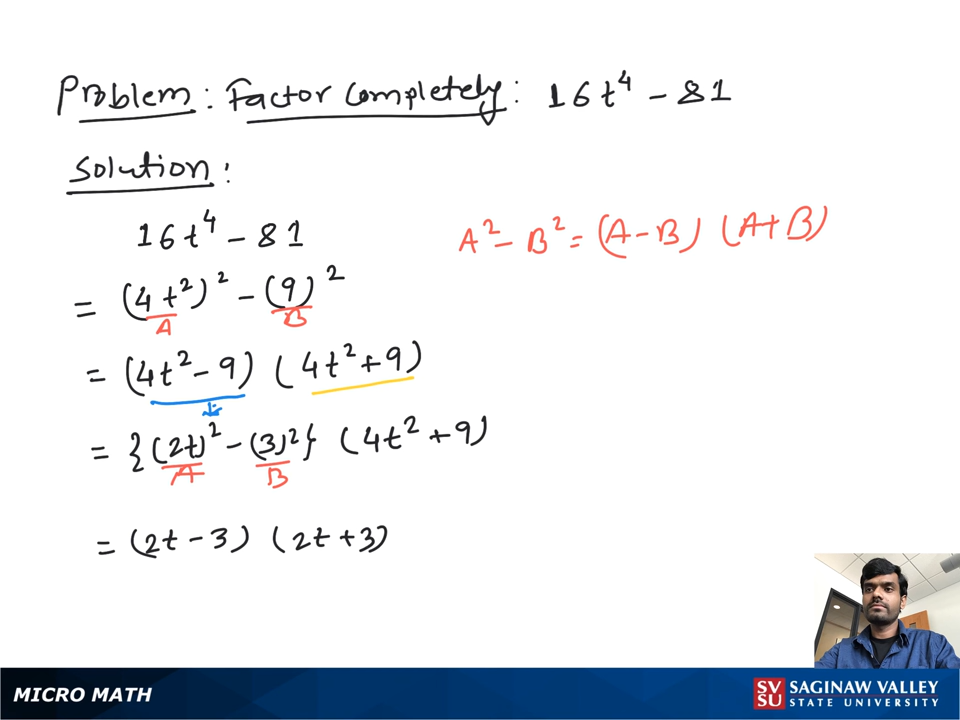 Problem: Factor Completely: 16t⁴ - 81
Solution:
16t⁴ - 81
A² - B² = (A - B) (A + B)
= (4t²)² - (9)²
A B
= (4t² - 9) (4t² + 9)
= {(2t)² - (3)²} (4t² + 9)
A B
= (2t - 3) (2t + 3)
MICRO MATH
SV SU SAGINAW VALLEY
STATE UNIVERSITY